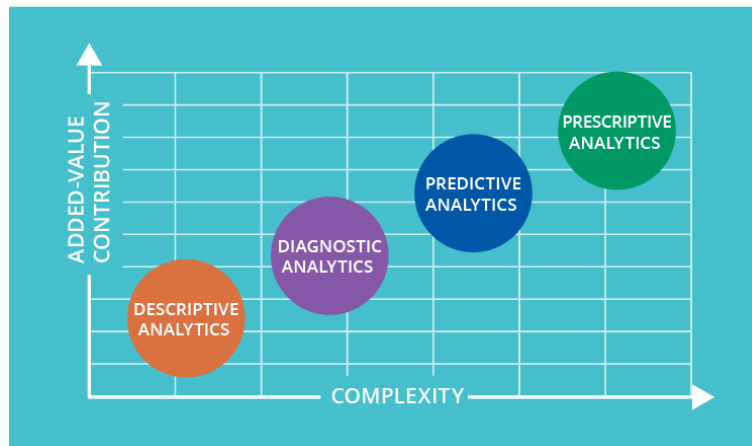 ADDED-VALUE
CONTRIBUTION
PRESCRIPTIVE
ANALYTICS
PREDICTIVE
ANALYTICS
DIAGNOSTIC
ANALYTICS
DESCRIPTIVE
ANALYTICS
COMPLEXITY